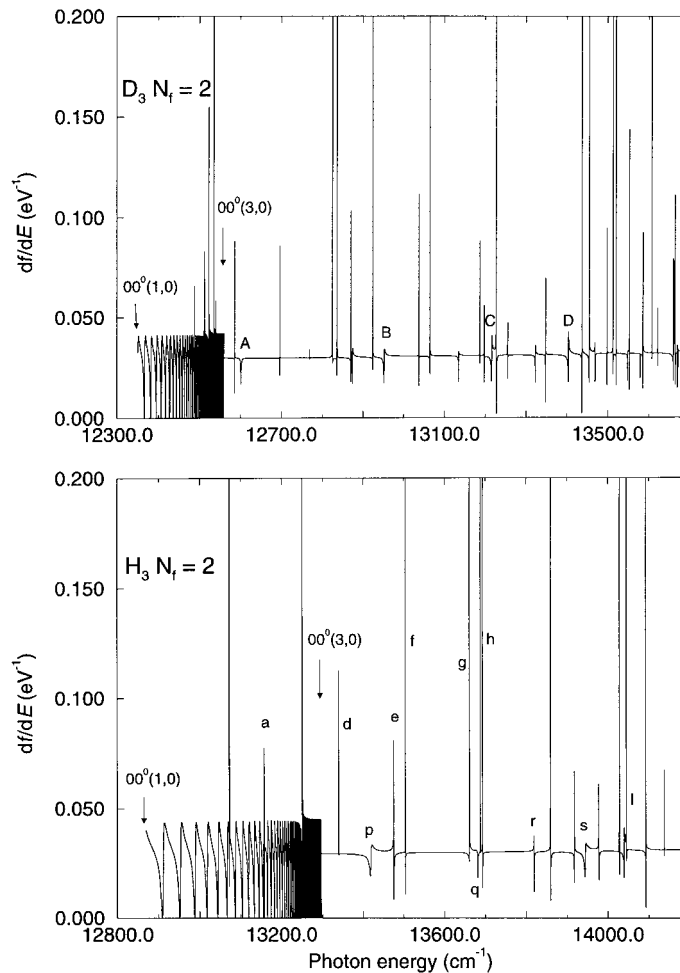 0.200
D₃ N_f = 2
0.150
00⁰(3,0)
0.100
df/dE (eV⁻¹)
00⁰(1,0)
0.050
A
B
C
D
0.000
12300.0
12700.0
13100.0
13500.0
0.200
H₃ N_f = 2
0.150
00⁰(3,0)
f
h
g
0.100
df/dE (eV⁻¹)
a
d
e
00⁰(1,0)
0.050
p
r
s
l
q
0.000
12800.0
13200.0
13600.0
14000.0
Photon energy (cm⁻¹)